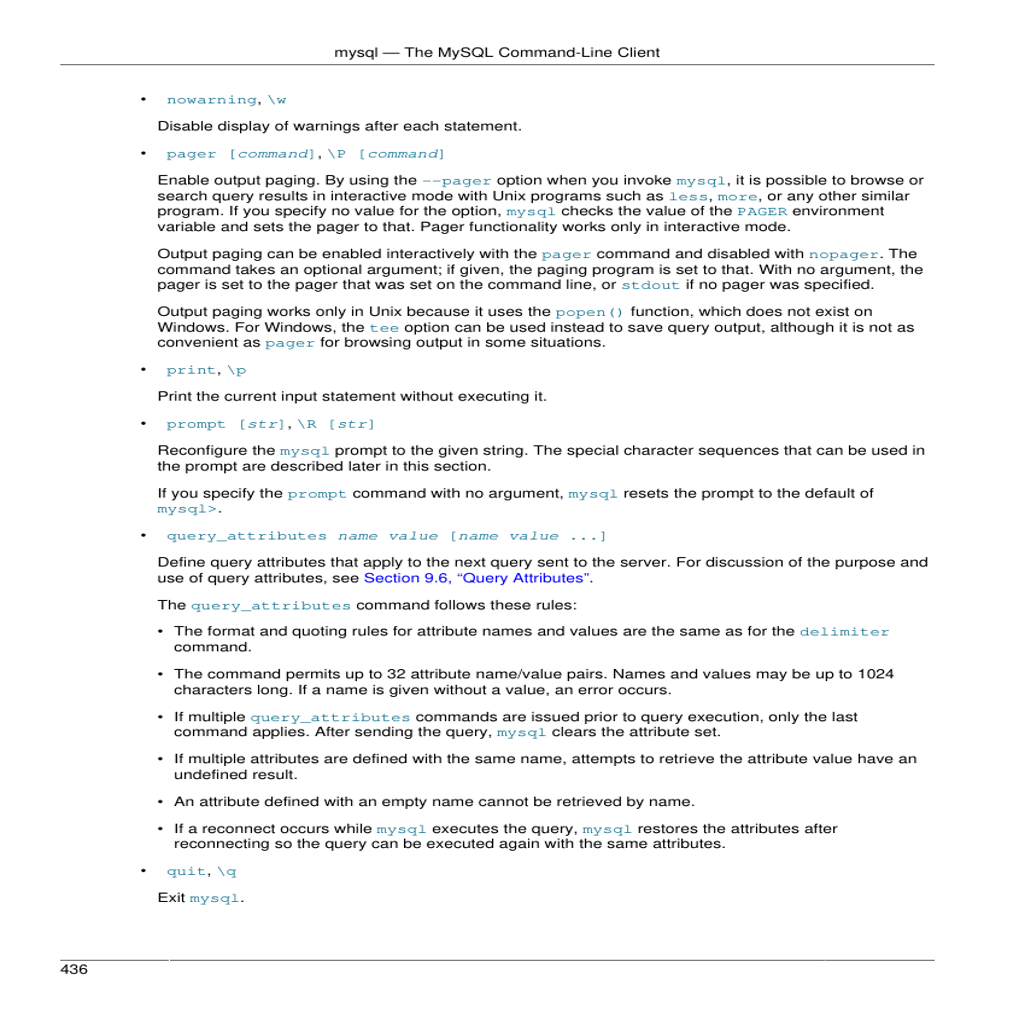 mysql — The MySQL Command-Line Client
• nowarning, \w
Disable display of warnings after each statement.
• pager [command], \P [command]
Enable output paging. By using the --pager option when you invoke mysql, it is possible to browse or
search query results in interactive mode with Unix programs such as less, more, or any other similar
program. If you specify no value for the option, mysql checks the value of the PAGER environment
variable and sets the pager to that. Pager functionality works only in interactive mode.
Output paging can be enabled interactively with the pager command and disabled with nopager. The
command takes an optional argument; if given, the paging program is set to that. With no argument, the
pager is set to the pager that was set on the command line, or stdout if no pager was specified.
Output paging works only in Unix because it uses the popen() function, which does not exist on
Windows. For Windows, the tee option can be used instead to save query output, although it is not as
convenient as pager for browsing output in some situations.
• print, \p
Print the current input statement without executing it.
• prompt [str], \R [str]
Reconfigure the mysql prompt to the given string. The special character sequences that can be used in
the prompt are described later in this section.
If you specify the prompt command with no argument, mysql resets the prompt to the default of
mysql>.
• query_attributes name value [name value ...]
Define query attributes that apply to the next query sent to the server. For discussion of the purpose and
use of query attributes, see Section 9.6, “Query Attributes”.
The query_attributes command follows these rules:
• The format and quoting rules for attribute names and values are the same as for the delimiter
command.
• The command permits up to 32 attribute name/value pairs. Names and values may be up to 1024
characters long. If a name is given without a value, an error occurs.
• If multiple query_attributes commands are issued prior to query execution, only the last
command applies. After sending the query, mysql clears the attribute set.
• If multiple attributes are defined with the same name, attempts to retrieve the attribute value have an
undefined result.
• An attribute defined with an empty name cannot be retrieved by name.
• If a reconnect occurs while mysql executes the query, mysql restores the attributes after
reconnecting so the query can be executed again with the same attributes.
• quit, \q
Exit mysql.
436